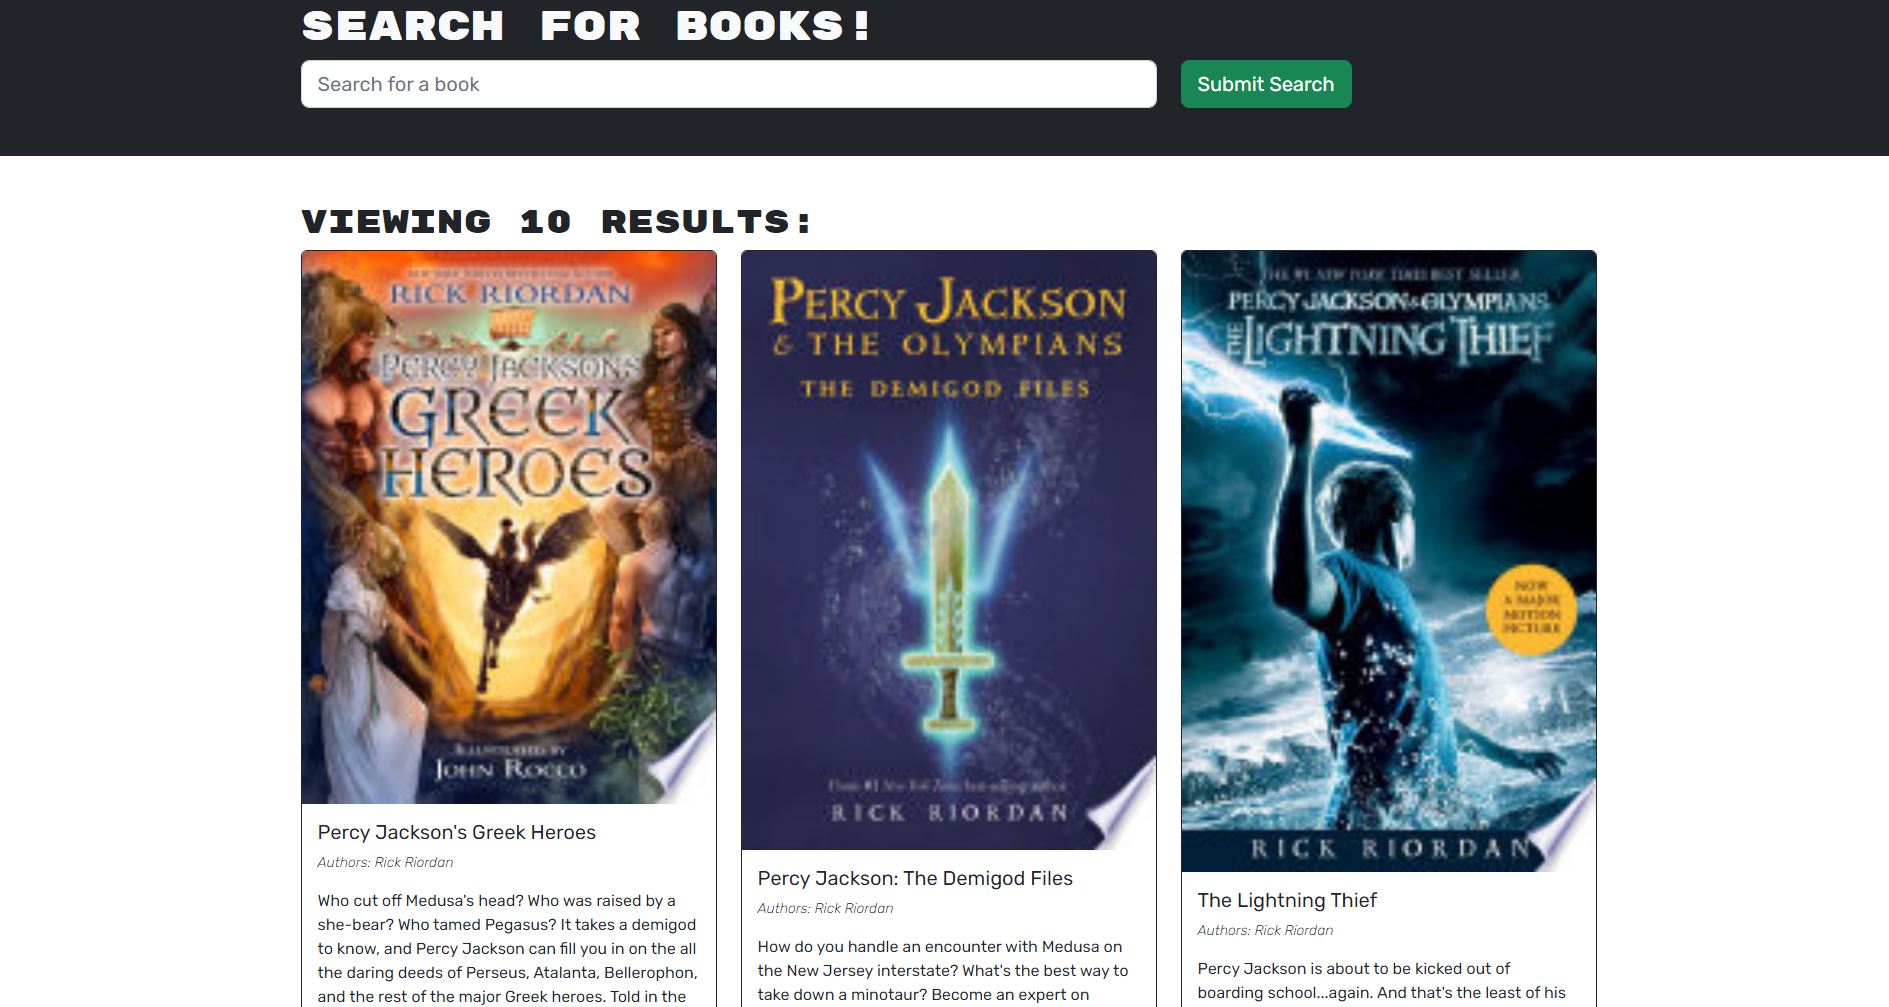 SEARCH FOR BOOKS!
Search for a book
Submit Search
VIEWING 10 RESULTS:
RICK RIORDAN
PERCY JACKSON'S
GREEK
HEROES
ILLUSTRATED BY
JOHN ROCCO
Percy Jackson's Greek Heroes
Authors: Rick Riordan
Who cut off Medusa's head? Who was raised by a
she-bear? Who tamed Pegasus? It takes a demigod
to know, and Percy Jackson can fill you in on the all
the daring deeds of Perseus, Atalanta, Bellerophon,
and the rest of the major Greek heroes. Told in the
PERCY JACKSON
& THE OLYMPIANS
THE DEMIGOD FILES
From #1 New York Times best-selling author
RICK RIORDAN
Percy Jackson: The Demigod Files
Authors: Rick Riordan
How do you handle an encounter with Medusa on
the New Jersey interstate? What's the best way to
take down a minotaur? Become an expert on
THE #1 NEW YORK TIMES BEST SELLER
PERCY JACKSON & OLYMPIANS
THE LIGHTNING THIEF
NOW
A MAJOR
MOTION
PICTURE
RICK RIORDAN
The Lightning Thief
Authors: Rick Riordan
Percy Jackson is about to be kicked out of
boarding school...again. And that's the least of his